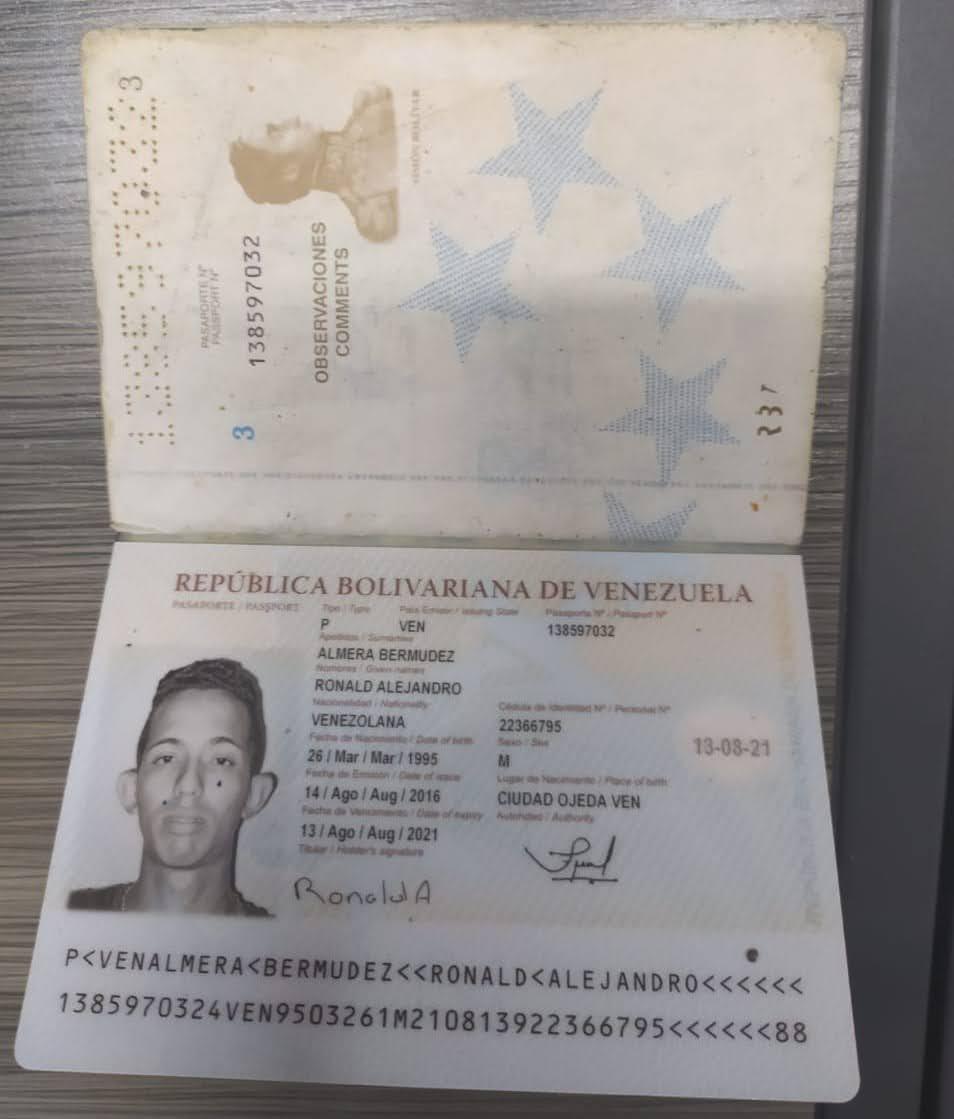 3
PASAPORTE Nº
PASSPORT Nº
138597032
3
OBSERVACIONES
COMMENTS
SIMÓN BOLÍVAR
REPÚBLICA BOLIVARIANA DE VENEZUELA
PASAPORTE / PASSPORT Tipo / Type País Emisor / Issuing State Pasaporte Nº / Passport Nº
P VEN 138597032
Apellidos / Surnames
ALMERA BERMUDEZ
Nombres / Given names
RONALD ALEJANDRO
Nacionalidad / Nationality Cédula de Identidad Nº / Personal Nº
VENEZOLANA 22366795
Fecha de Nacimiento / Date of birth Sexo / Sex
26 / Mar / Mar / 1995 M
13-08-21
Fecha de Emisión / Date of issue Lugar de Nacimiento / Place of birth
14 / Ago / Aug / 2016 CIUDAD OJEDA VEN
Fecha de Vencimiento / Date of expiry Autoridad / Authority
13 / Ago / Aug / 2021
Titular / Holder's signature
Ronald A
P<VENALMERA<BERMUDEZ<<RONALD<ALEJANDRO<<<<<<
1385970324VEN9503261M210813922366795<<<<<<88